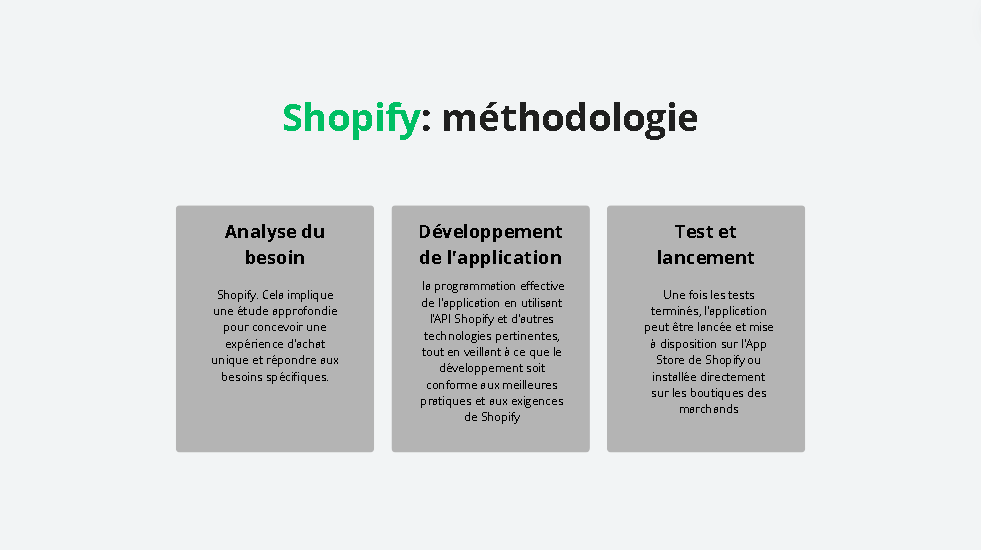 Shopify: méthodologie
Analyse du
besoin
Shopify. Cela implique
une étude approfondie
pour concevoir une
expérience d'achat
unique et répondre aux
besoins spécifiques.
Développement
de l'application
la programmation effective
de l'application en utilisant
l'API Shopify et d'autres
technologies pertinentes,
tout en veillant à ce que le
développement soit
conforme aux meilleures
pratiques et aux exigences
de Shopify
Test et
lancement
Une fois les tests
terminés, l'application
peut être lancée et mise
à disposition sur l'App
Store de Shopify ou
installée directement
sur les boutiques des
marchands